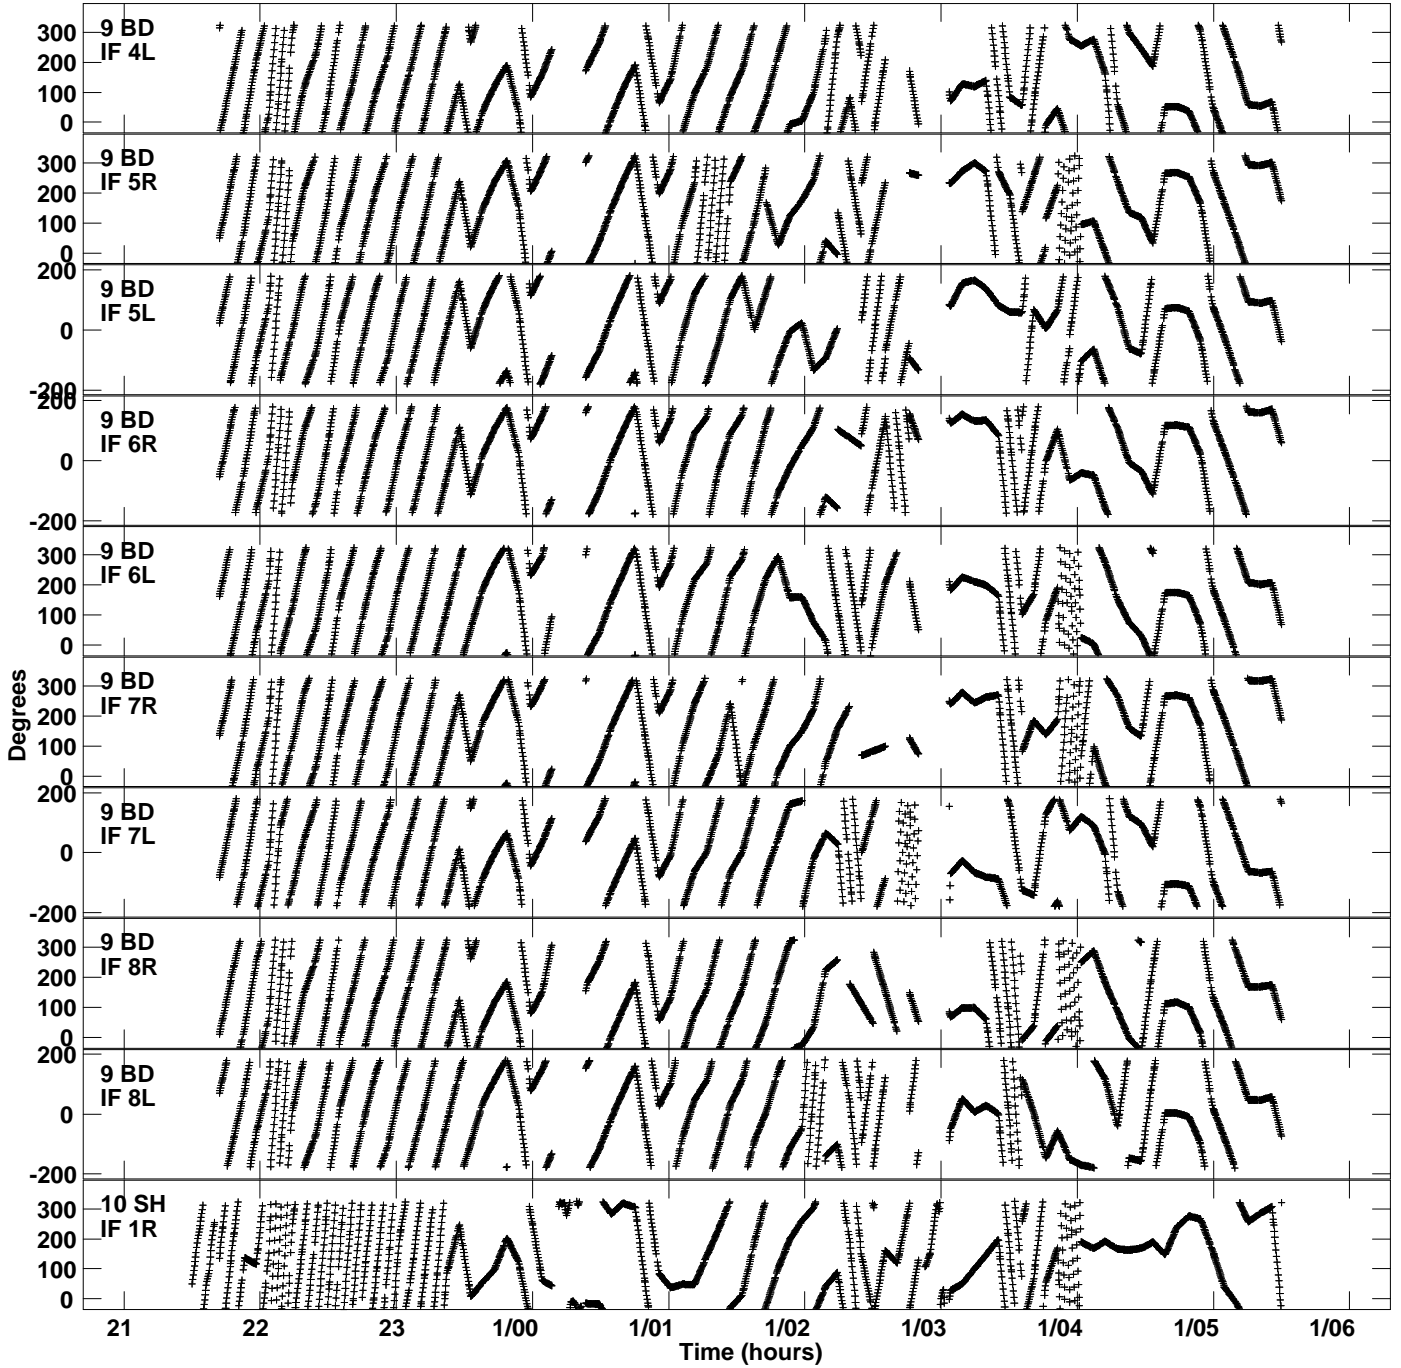 9 BD
IF 4L
300
200
100
0
9 BD
IF 5R
300
200
100
0
9 BD
IF 5L
200
0
-200
9 BD
IF 6R
200
0
-200
9 BD
IF 6L
300
200
100
0
9 BD
IF 7R
300
200
100
0
9 BD
IF 7L
200
0
-200
9 BD
IF 8R
300
200
100
0
9 BD
IF 8L
200
0
-200
10 SH
IF 1R
300
200
100
0
Degrees
21 22 23 1/00 1/01 1/02 1/03 1/04 1/05 1/06
Time (hours)